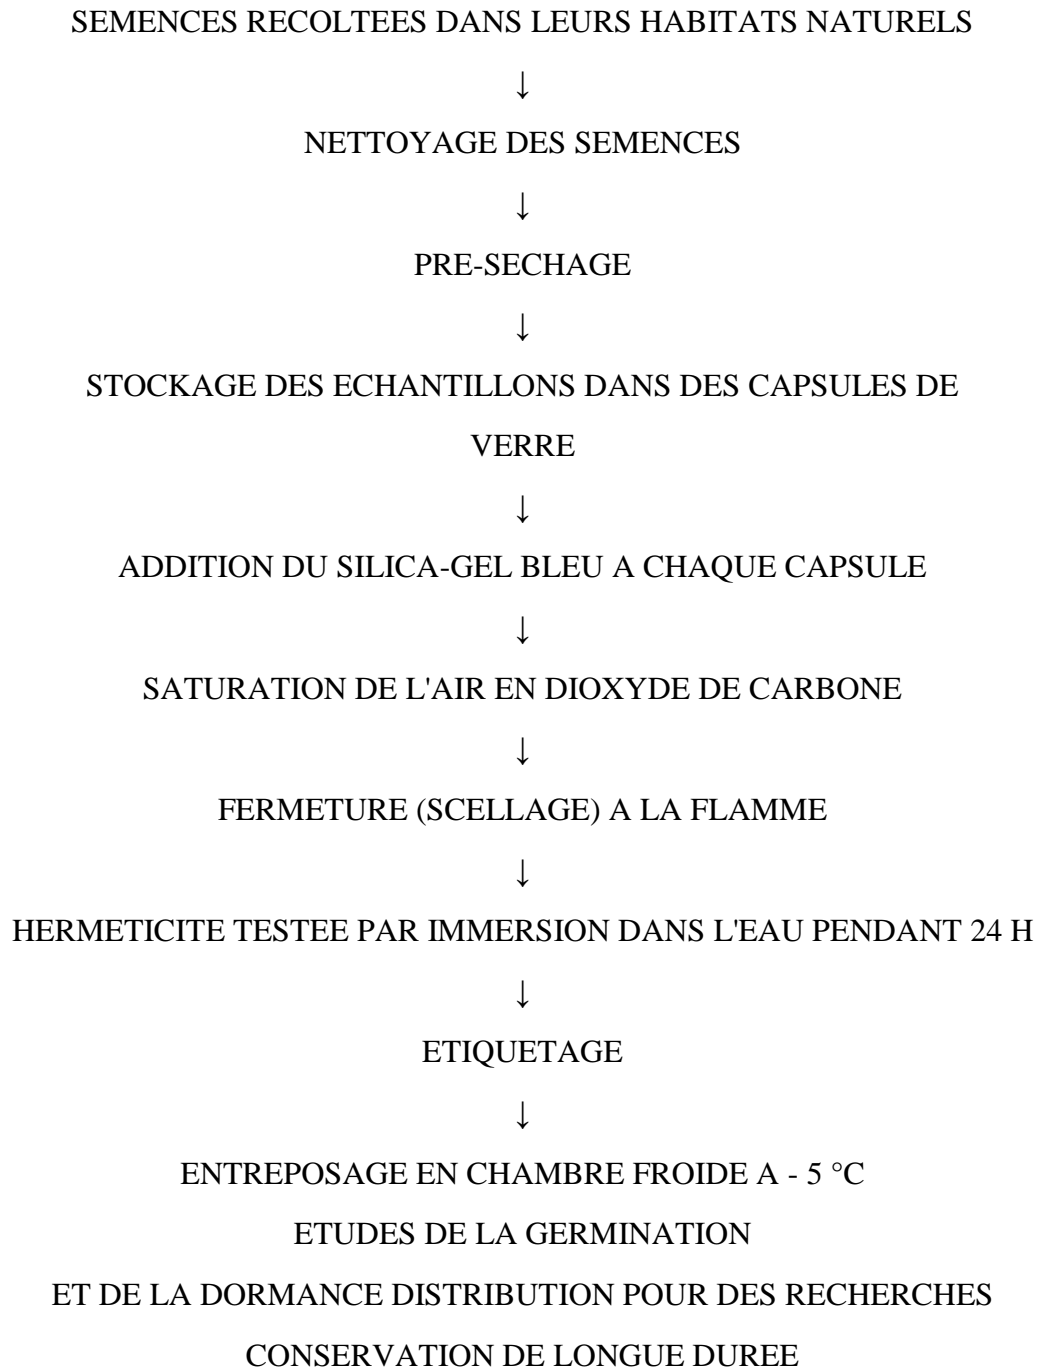 SEMENCES RECOLTEES DANS LEURS HABITATS NATURELS
↓
NETTOYAGE DES SEMENCES
↓
PRE-SECHAGE
↓
STOCKAGE DES ECHANTILLONS DANS DES CAPSULES DE
VERRE
↓
ADDITION DU SILICA-GEL BLEU A CHAQUE CAPSULE
↓
SATURATION DE L'AIR EN DIOXYDE DE CARBONE
↓
FERMETURE (SCELLAGE) A LA FLAMME
↓
HERMETICITE TESTEE PAR IMMERSION DANS L'EAU PENDANT 24 H
↓
ETIQUETAGE
↓
ENTREPOSAGE EN CHAMBRE FROIDE A - 5 °C
ETUDES DE LA GERMINATION
ET DE LA DORMANCE DISTRIBUTION POUR DES RECHERCHES
CONSERVATION DE LONGUE DUREE